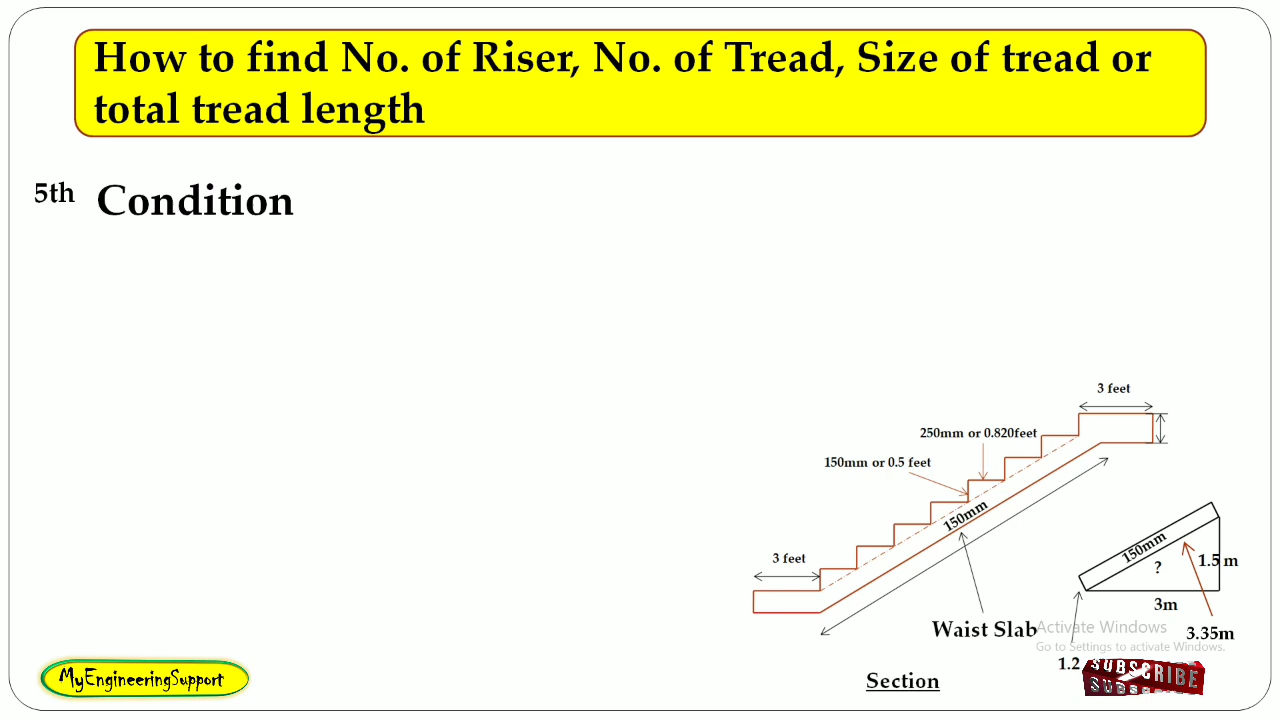 How to find No. of Riser, No. of Tread, Size of tread or
total tread length
5th Condition
3 feet
250mm or 0.820feet
150mm or 0.5 feet
150mm
3 feet
150mm
1.5 m
?
3m
Waist Slab
Activate Windows
3.35m
Go to Settings to activate Windows.
1.2
SUBSCRIBE
MyEngineeringSupport
Section